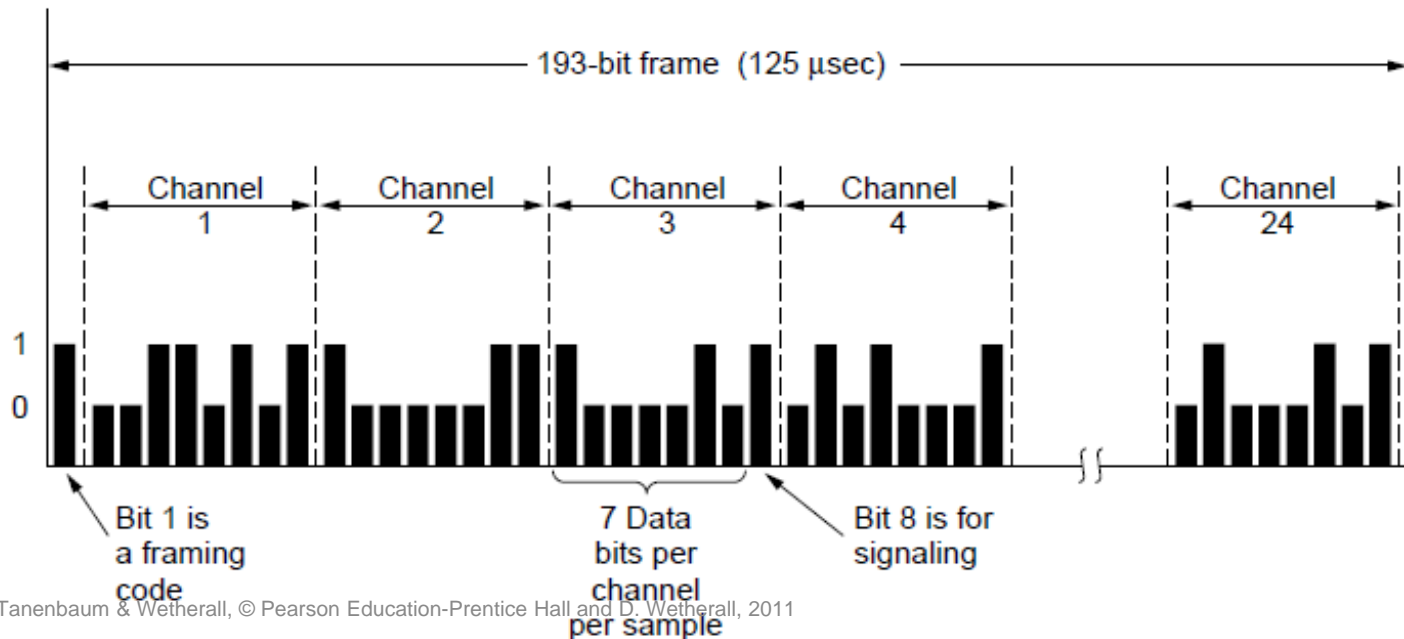 193-bit frame (125 μsec)
Channel
1
Channel
2
Channel
3
Channel
4
Channel
24
1
0
Bit 1 is
a framing
code
7 Data
bits per
channel
per sample
Bit 8 is for
signaling
Tanenbaum & Wetherall, © Pearson Education-Prentice Hall and D. Wetherall, 2011